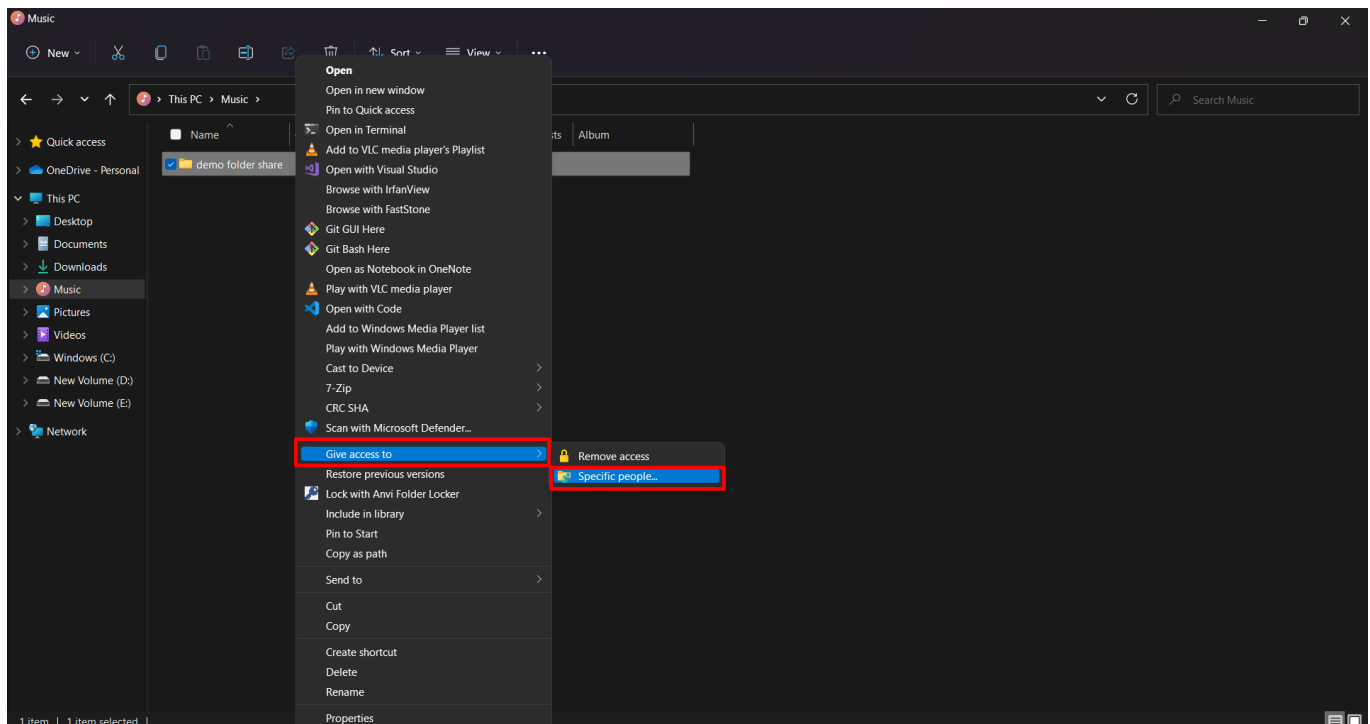 Music
New
Sort
View
This PC > Music >
Search Music
Quick access
OneDrive - Personal
This PC
Desktop
Documents
Downloads
Music
Pictures
Videos
Windows (C:)
New Volume (D:)
New Volume (E:)
Network
Name
Album
demo folder share
Open
Open in new window
Pin to Quick access
Open in Terminal
Add to VLC media player's Playlist
Open with Visual Studio
Browse with IrfanView
Browse with FastStone
Git GUI Here
Git Bash Here
Open as Notebook in OneNote
Play with VLC media player
Open with Code
Add to Windows Media Player list
Play with Windows Media Player
Cast to Device
7-Zip
CRC SHA
Scan with Microsoft Defender...
Give access to
Restore previous versions
Lock with Anvi Folder Locker
Include in library
Pin to Start
Copy as path
Send to
Cut
Copy
Create shortcut
Delete
Rename
Properties
Remove access
Specific people...
1 item | 1 item selected |